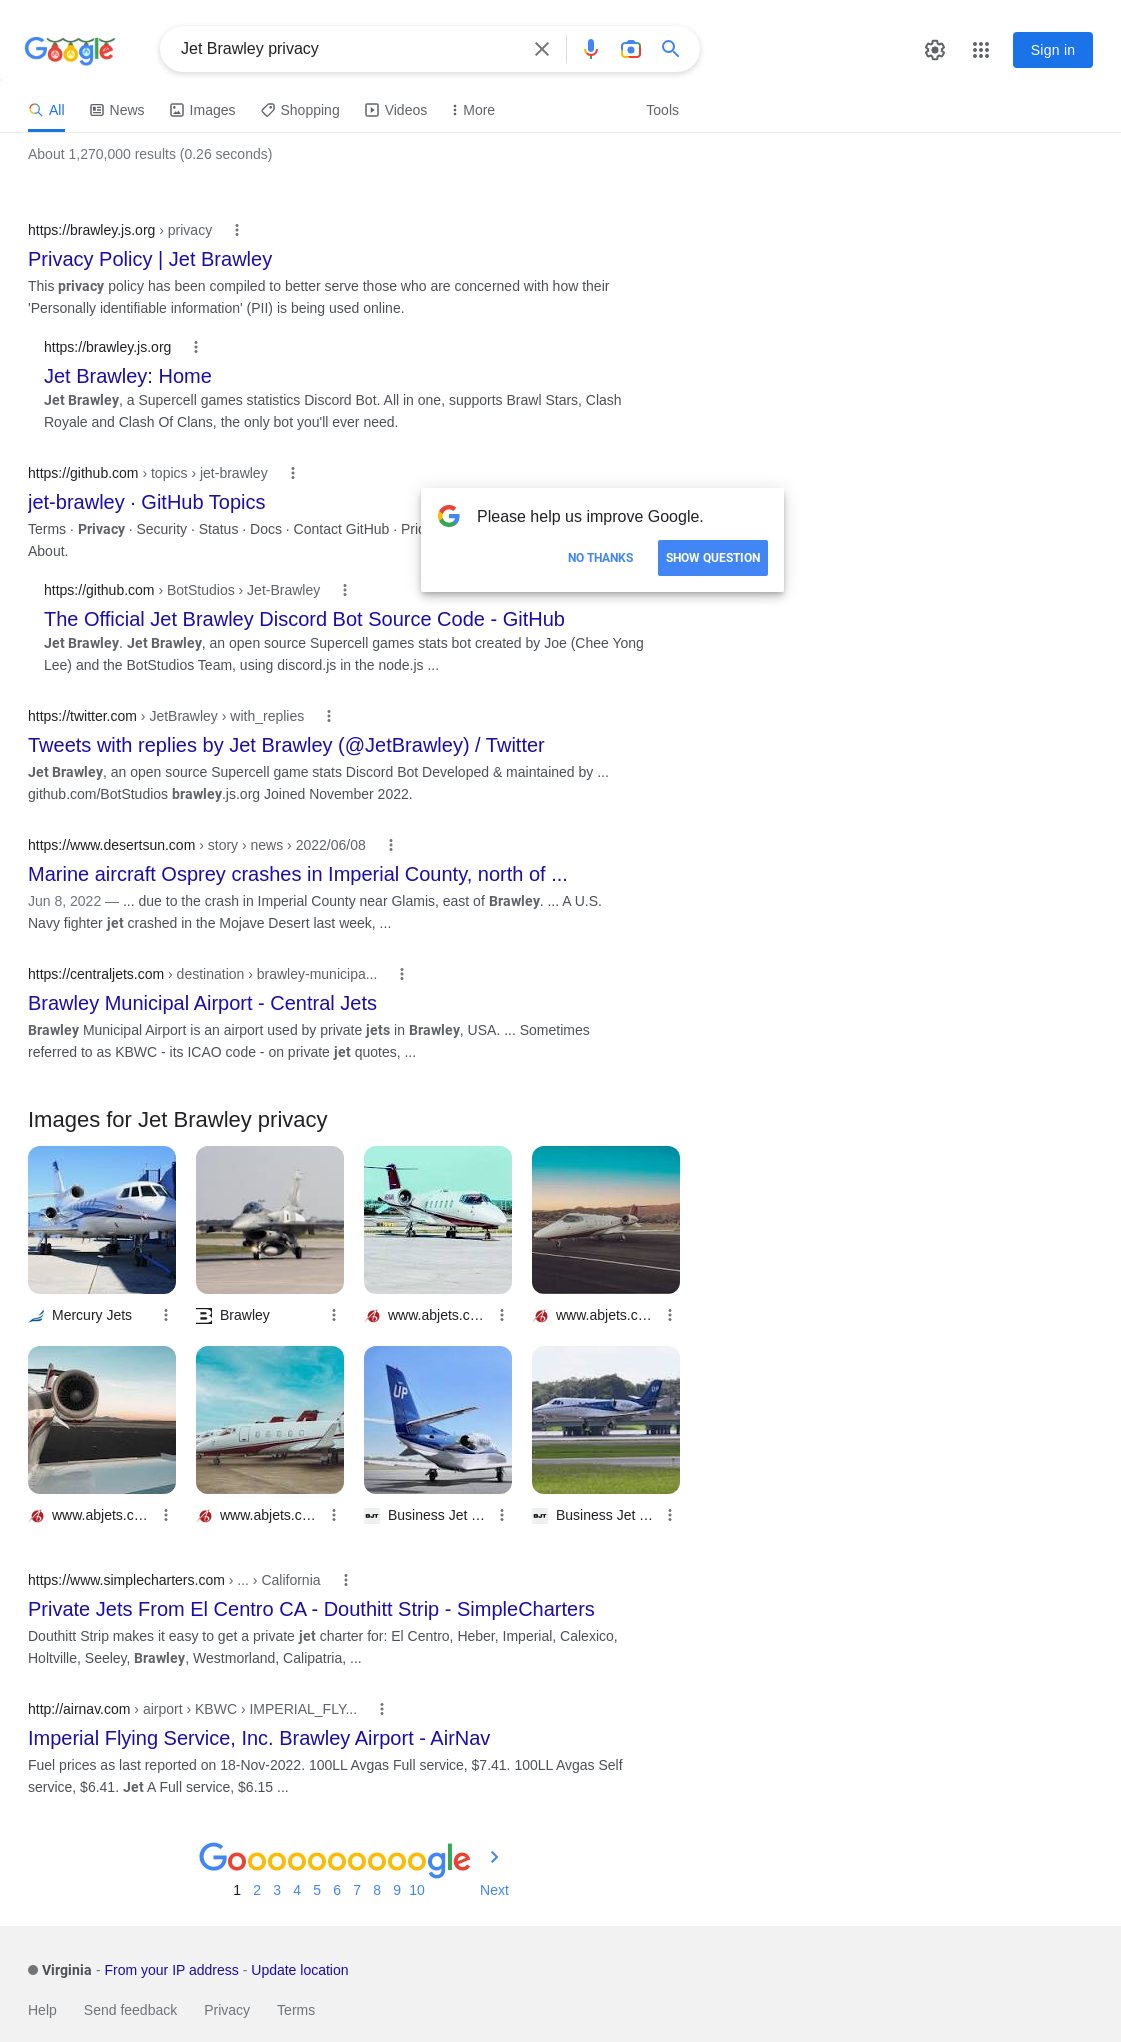 Google
Jet Brawley privacy
Sign in
All News Images Shopping Videos More Tools
About 1,270,000 results (0.26 seconds)
https://brawley.js.org › privacy
Privacy Policy | Jet Brawley
This privacy policy has been compiled to better serve those who are concerned with how their
'Personally identifiable information' (PII) is being used online.
https://brawley.js.org
Jet Brawley: Home
Jet Brawley, a Supercell games statistics Discord Bot. All in one, supports Brawl Stars, Clash
Royale and Clash Of Clans, the only bot you'll ever need.
https://github.com › topics › jet-brawley
jet-brawley · GitHub Topics
Terms · Privacy · Security · Status · Docs · Contact GitHub ·
About.
Please help us improve Google.
NO THANKS SHOW QUESTION
https://github.com › BotStudios › Jet-Brawley
The Official Jet Brawley Discord Bot Source Code - GitHub
Jet Brawley. Jet Brawley, an open source Supercell games stats bot created by Joe (Chee Yong
Lee) and the BotStudios Team, using discord.js in the node.js ...
https://twitter.com › JetBrawley › with_replies
Tweets with replies by Jet Brawley (@JetBrawley) / Twitter
Jet Brawley, an open source Supercell game stats Discord Bot Developed & maintained by ...
github.com/BotStudios brawley.js.org Joined November 2022.
https://www.desertsun.com › story › news › 2022/06/08
Marine aircraft Osprey crashes in Imperial County, north of ...
Jun 8, 2022 — ... due to the crash in Imperial County near Glamis, east of Brawley. ... A U.S.
Navy fighter jet crashed in the Mojave Desert last week, ...
https://centraljets.com › destination › brawley-municipa...
Brawley Municipal Airport - Central Jets
Brawley Municipal Airport is an airport used by private jets in Brawley, USA. ... Sometimes
referred to as KBWC - its ICAO code - on private jet quotes, ...
Images for Jet Brawley privacy
Mercury Jets
B Brawley
www.abjets.c...
www.abjets.c...
UP
UP
www.abjets.c...
www.abjets.c...
BJT Business Jet ...
BJT Business Jet ...
https://www.simplecharters.com › ... › California
Private Jets From El Centro CA - Douthitt Strip - SimpleCharters
Douthitt Strip makes it easy to get a private jet charter for: El Centro, Heber, Imperial, Calexico,
Holtville, Seeley, Brawley, Westmorland, Calipatria, ...
http://airnav.com › airport › KBWC › IMPERIAL_FLY...
Imperial Flying Service, Inc. Brawley Airport - AirNav
Fuel prices as last reported on 18-Nov-2022. 100LL Avgas Full service, $7.41. 100LL Avgas Self
service, $6.41. Jet A Full service, $6.15 ...
Goooooooooogle
1 2 3 4 5 6 7 8 9 10 Next
Virginia - From your IP address - Update location
Help Send feedback Privacy Terms